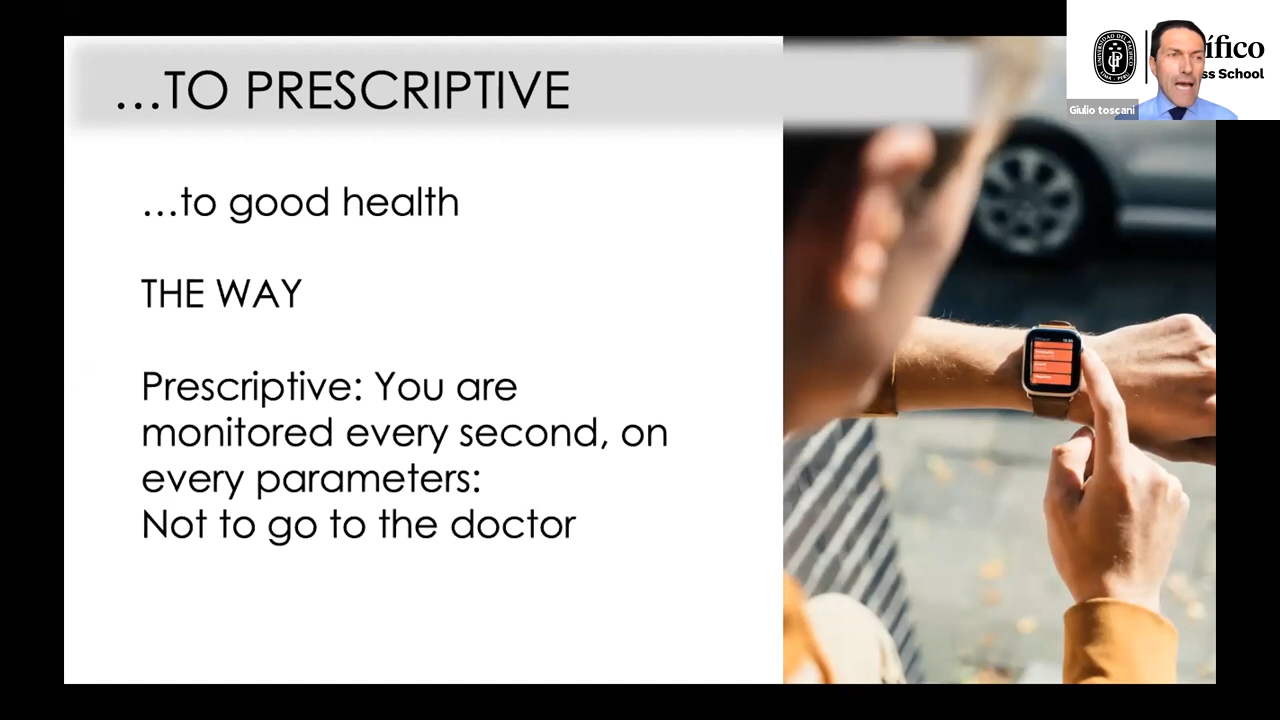 …TO PRESCRIPTIVE
…to good health
THE WAY
Prescriptive: You are
monitored every second, on
every parameters:
Not to go to the doctor
ífico
ss School
Giulio toscani